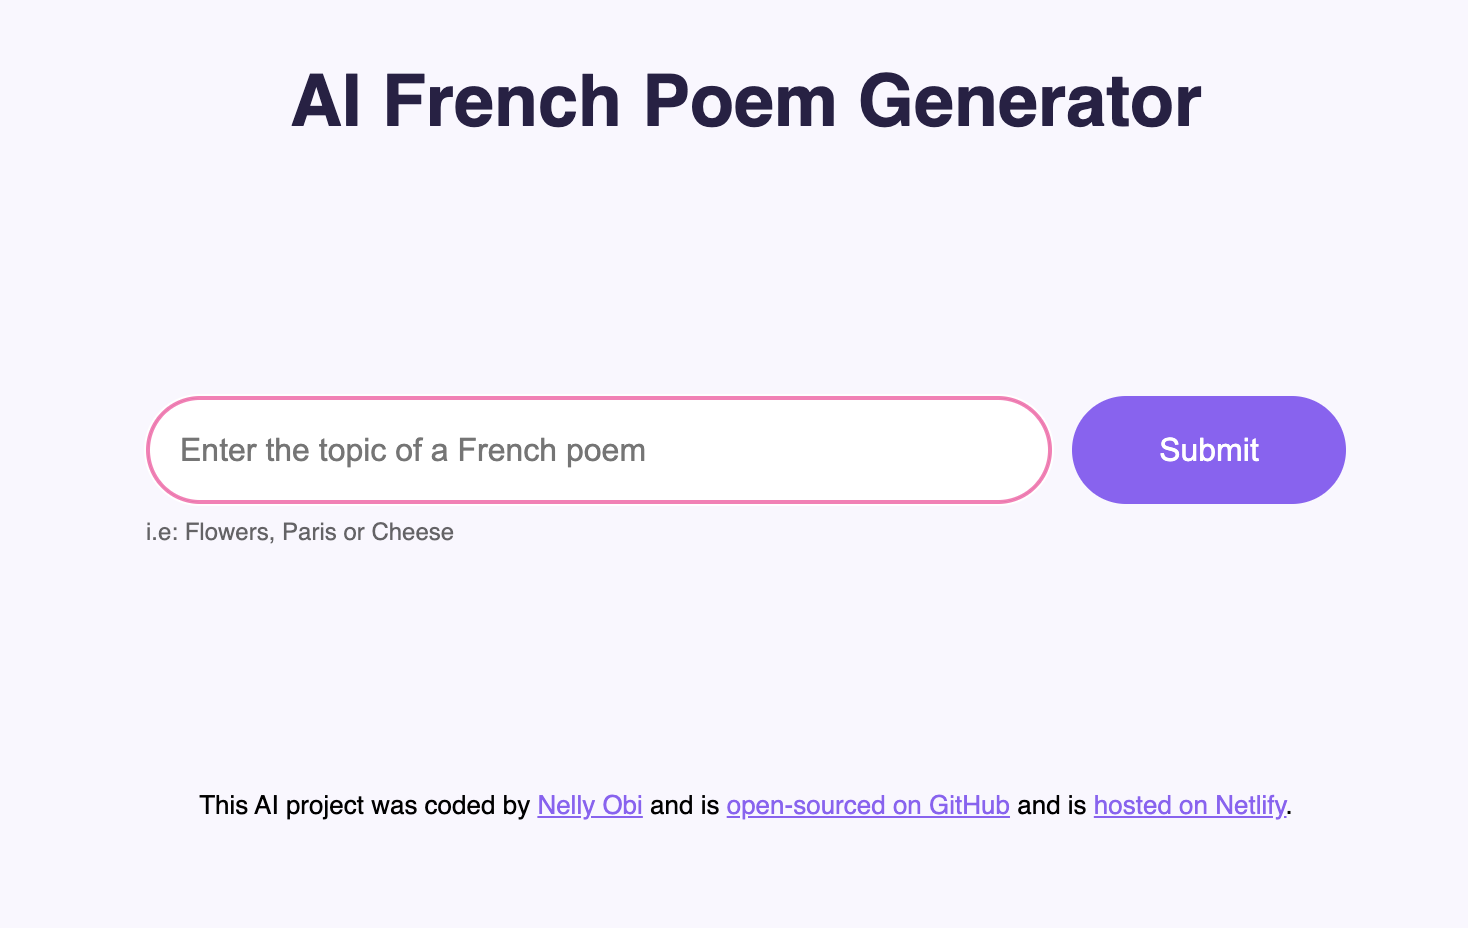 AI French Poem Generator
Enter the topic of a French poem
Submit
i.e: Flowers, Paris or Cheese
This AI project was coded by Nelly Obi and is open-sourced on GitHub and is hosted on Netlify.